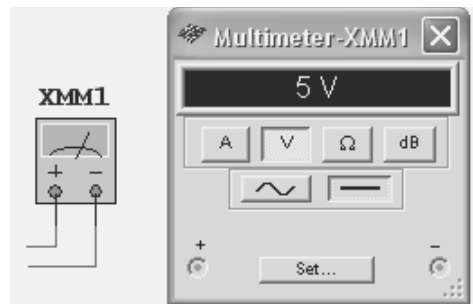 Multimeter-XMM1
5 V
XMM1
A V Ω dB
+ −
+ −
Set...